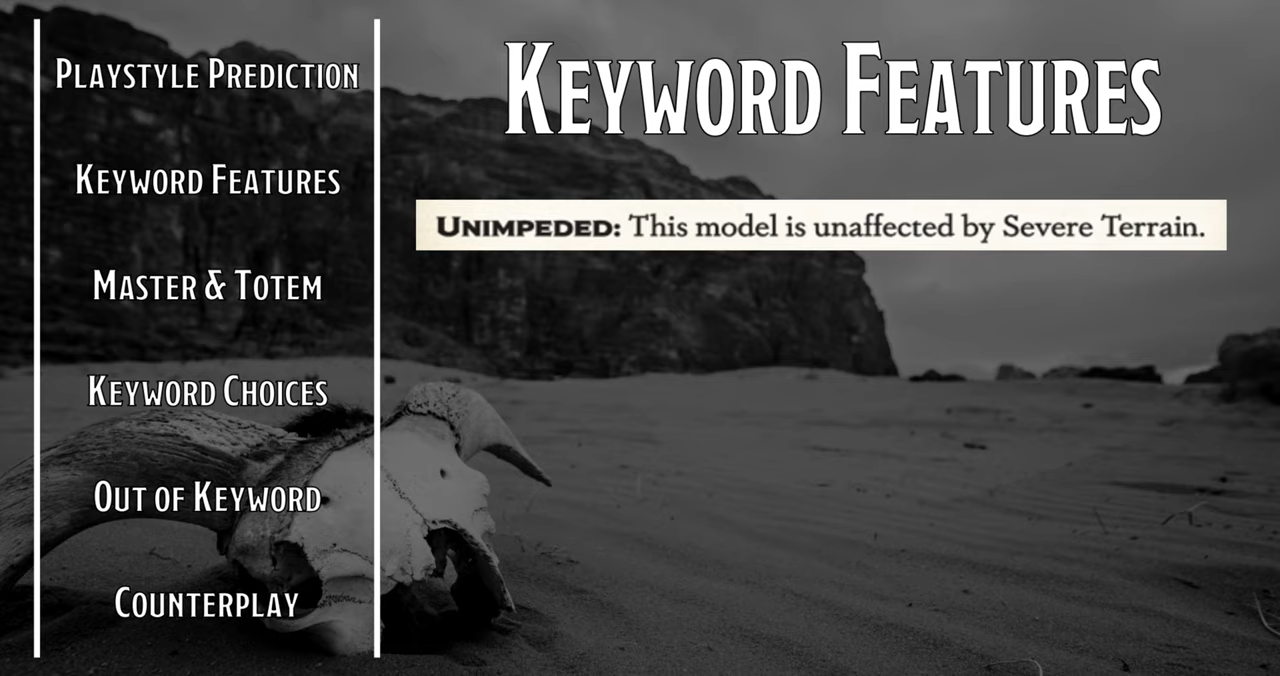 Playstyle Prediction
Keyword Features
Master & Totem
Keyword Choices
Out of Keyword
Counterplay
Keyword Features
Unimpeded: This model is unaffected by Severe Terrain.